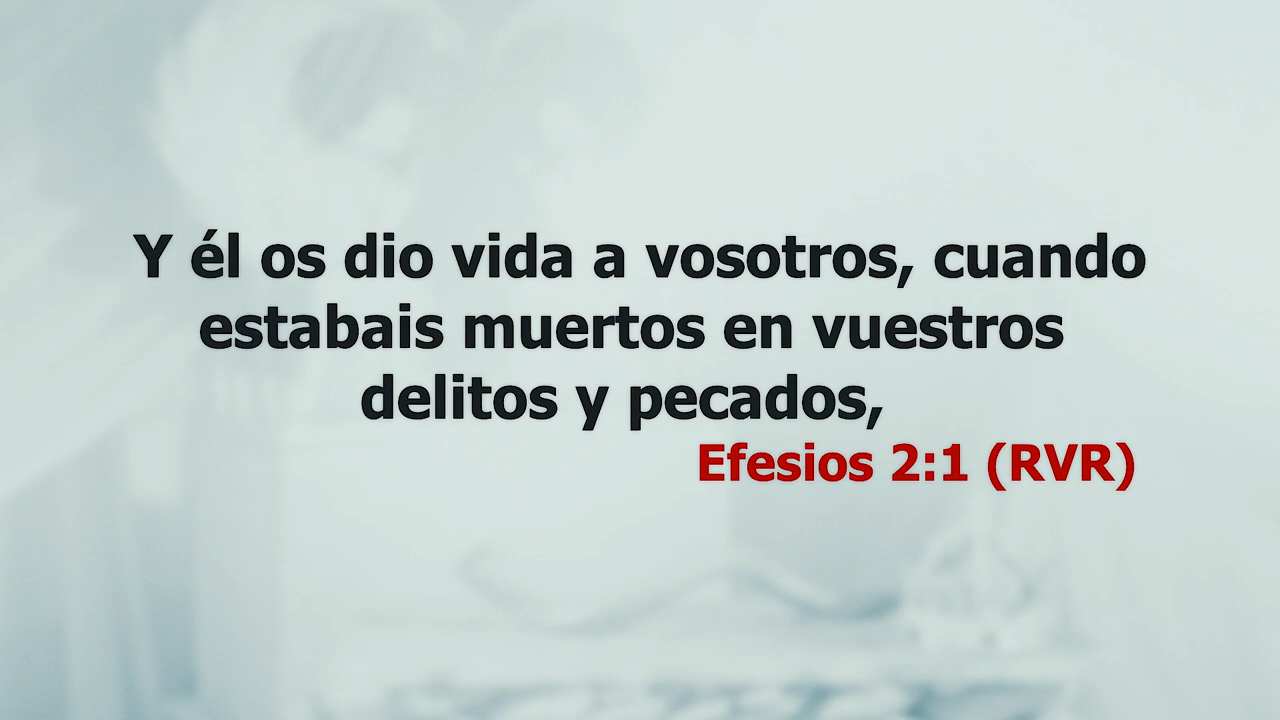 Y él os dio vida a vosotros, cuando
estabais muertos en vuestros
delitos y pecados,
Efesios 2:1 (RVR)